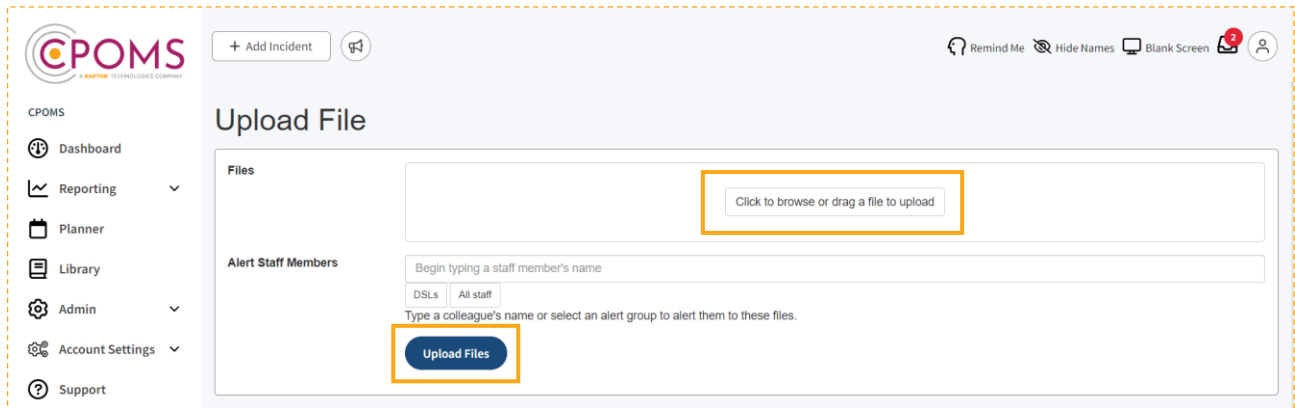 CPOMS
A RAPTOR TECHNOLOGIES COMPANY
+ Add Incident
Remind Me Hide Names Blank Screen 2
CPOMS
Dashboard
Reporting
Planner
Library
Admin
Account Settings
Support
Upload File
Files
Click to browse or drag a file to upload
Alert Staff Members
Begin typing a staff member's name
DSLs All staff
Type a colleague's name or select an alert group to alert them to these files.
Upload Files